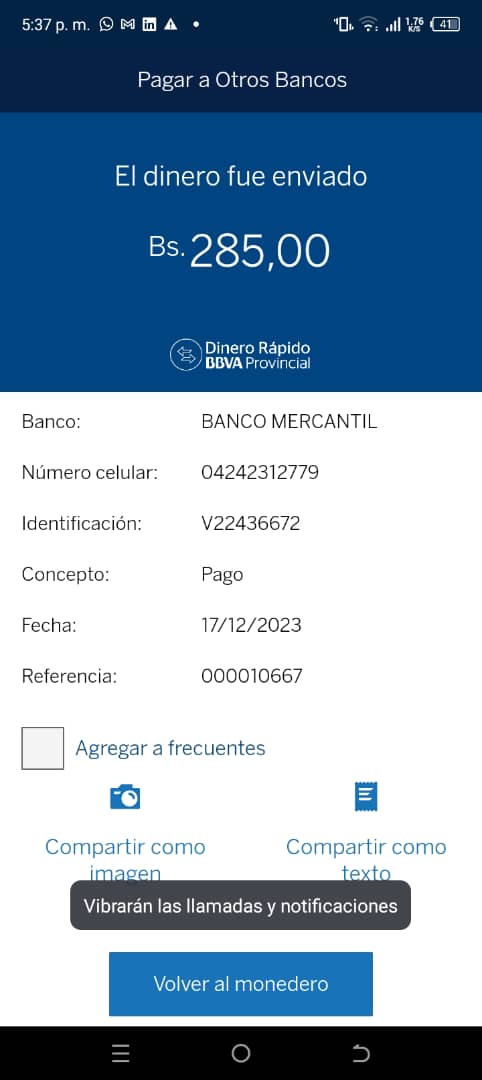 5:37 p. m.
1,76
K/S
41
Pagar a Otros Bancos
El dinero fue enviado
Bs. 285,00
Dinero Rápido
BBVA Provincial
Banco: BANCO MERCANTIL
Número celular: 04242312779
Identificación: V22436672
Concepto: Pago
Fecha: 17/12/2023
Referencia: 000010667
Agregar a frecuentes
Compartir como
imagen
Compartir como
texto
Vibrarán las llamadas y notificaciones
Volver al monedero